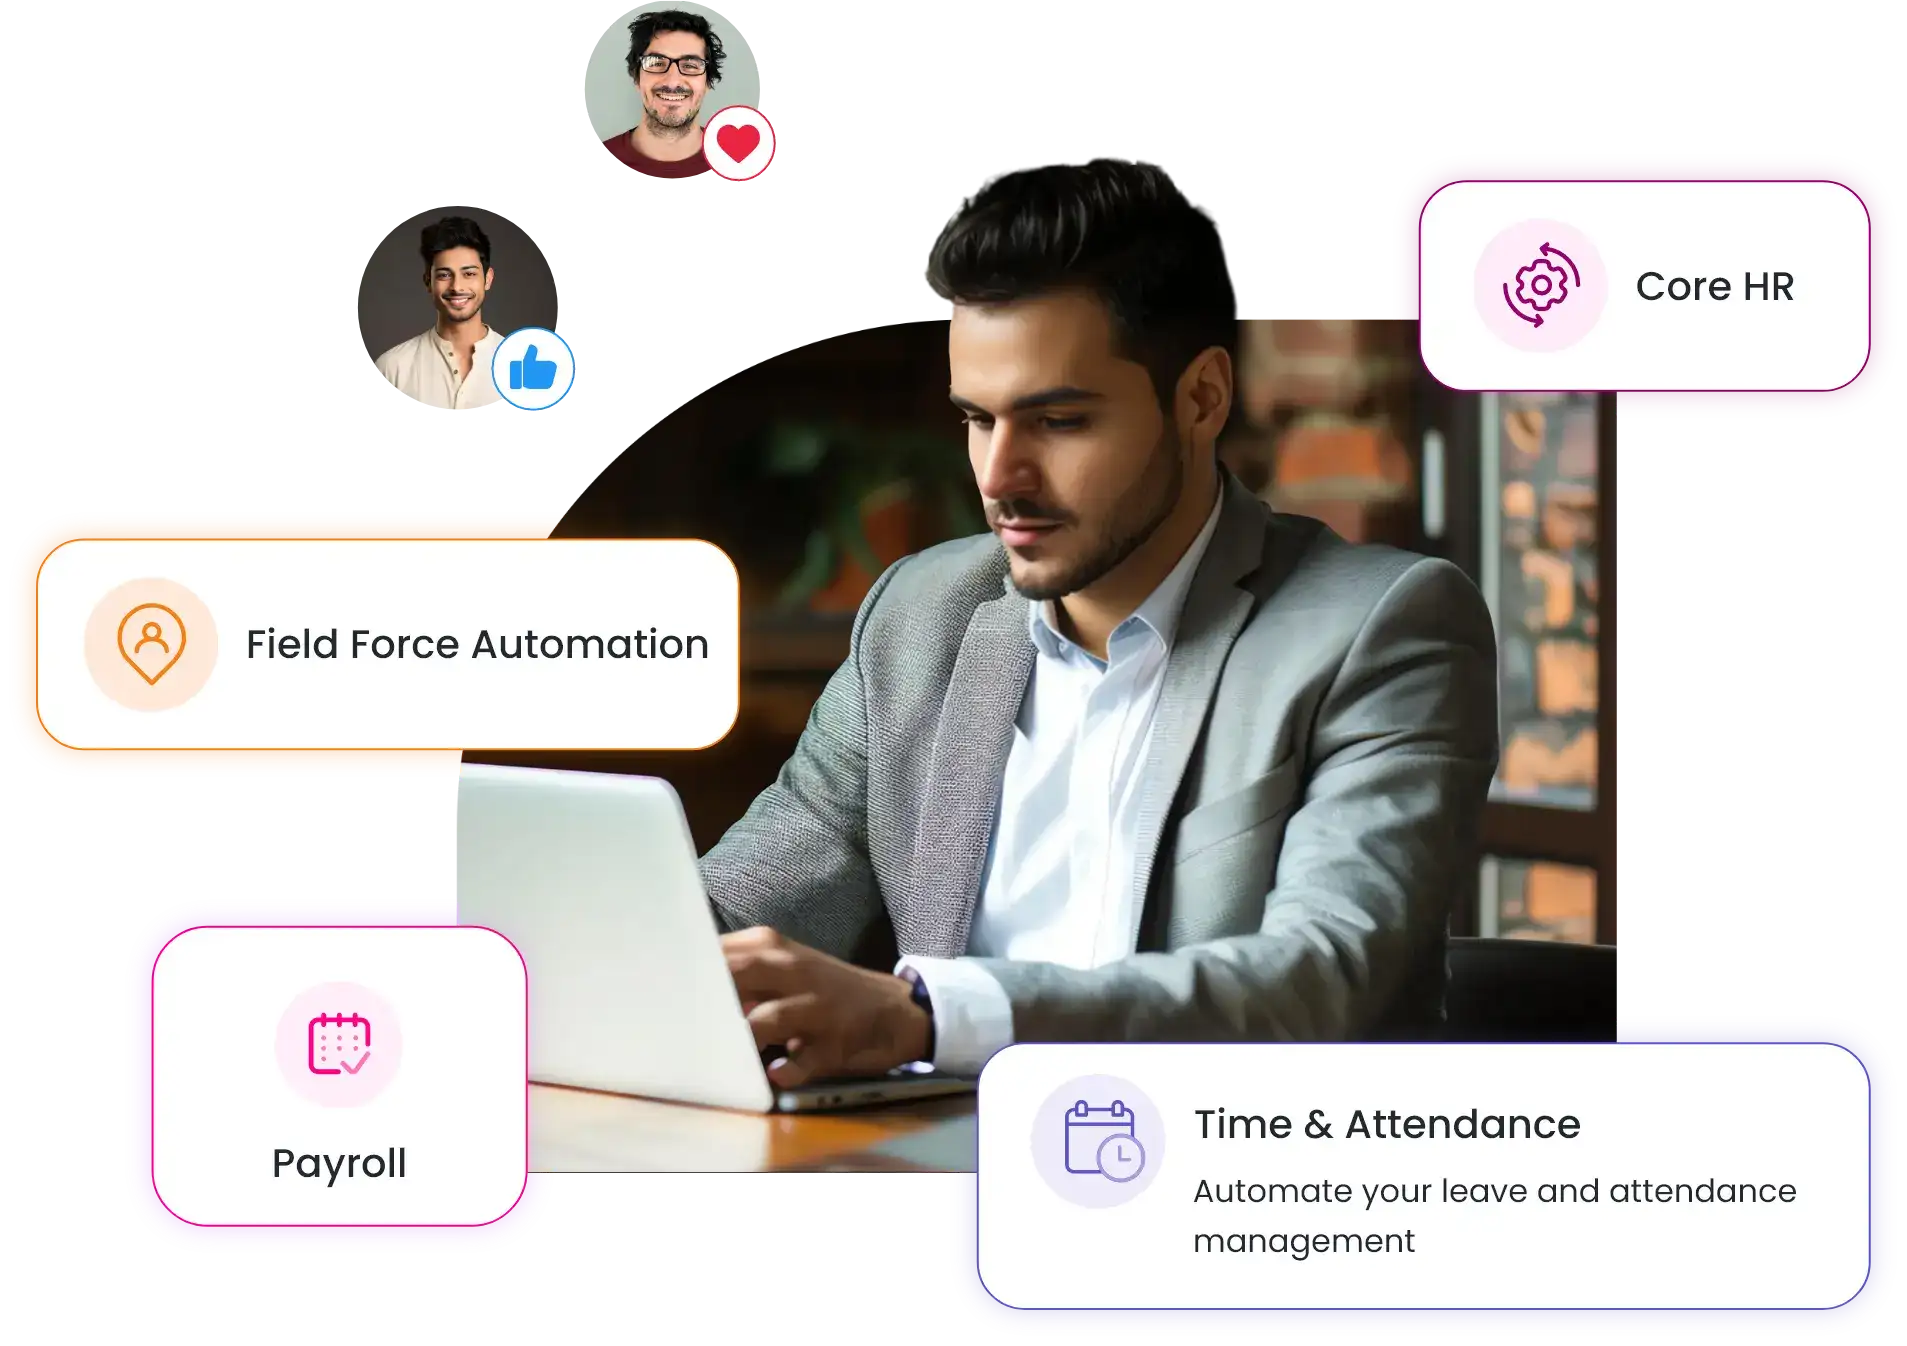 Core HR
Field Force Automation
Payroll
Time & Attendance
Automate your leave and attendance
management